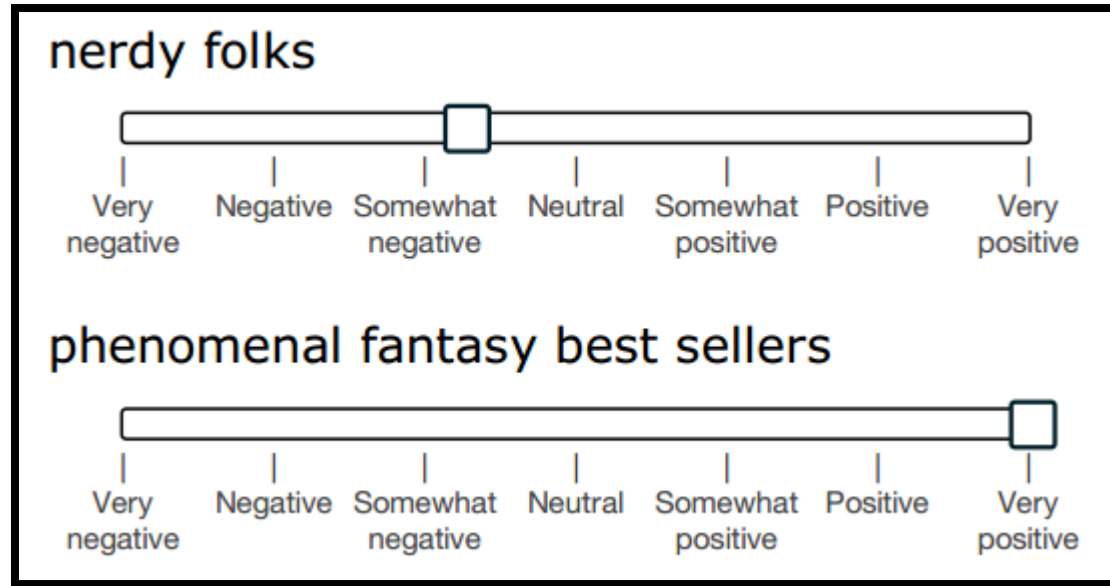 nerdy folks
Very negative
Negative
Somewhat negative
Neutral
Somewhat positive
Positive
Very positive
phenomenal fantasy best sellers
Very negative
Negative
Somewhat negative
Neutral
Somewhat positive
Positive
Very positive